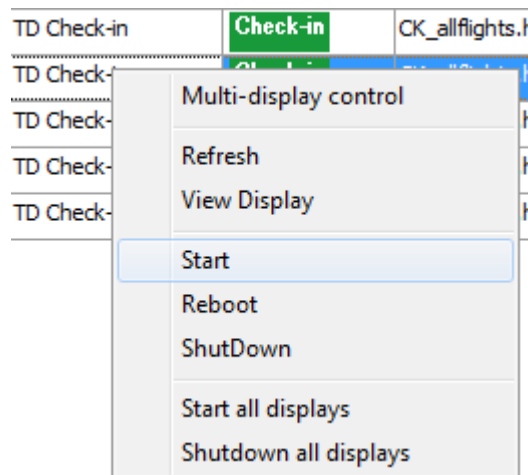 TD Check-in Check-in CK_allflights.h
TD Check-
Multi-display control
TD Check-
Refresh
TD Check-
View Display
TD Check-
Start
Reboot
ShutDown
Start all displays
Shutdown all displays